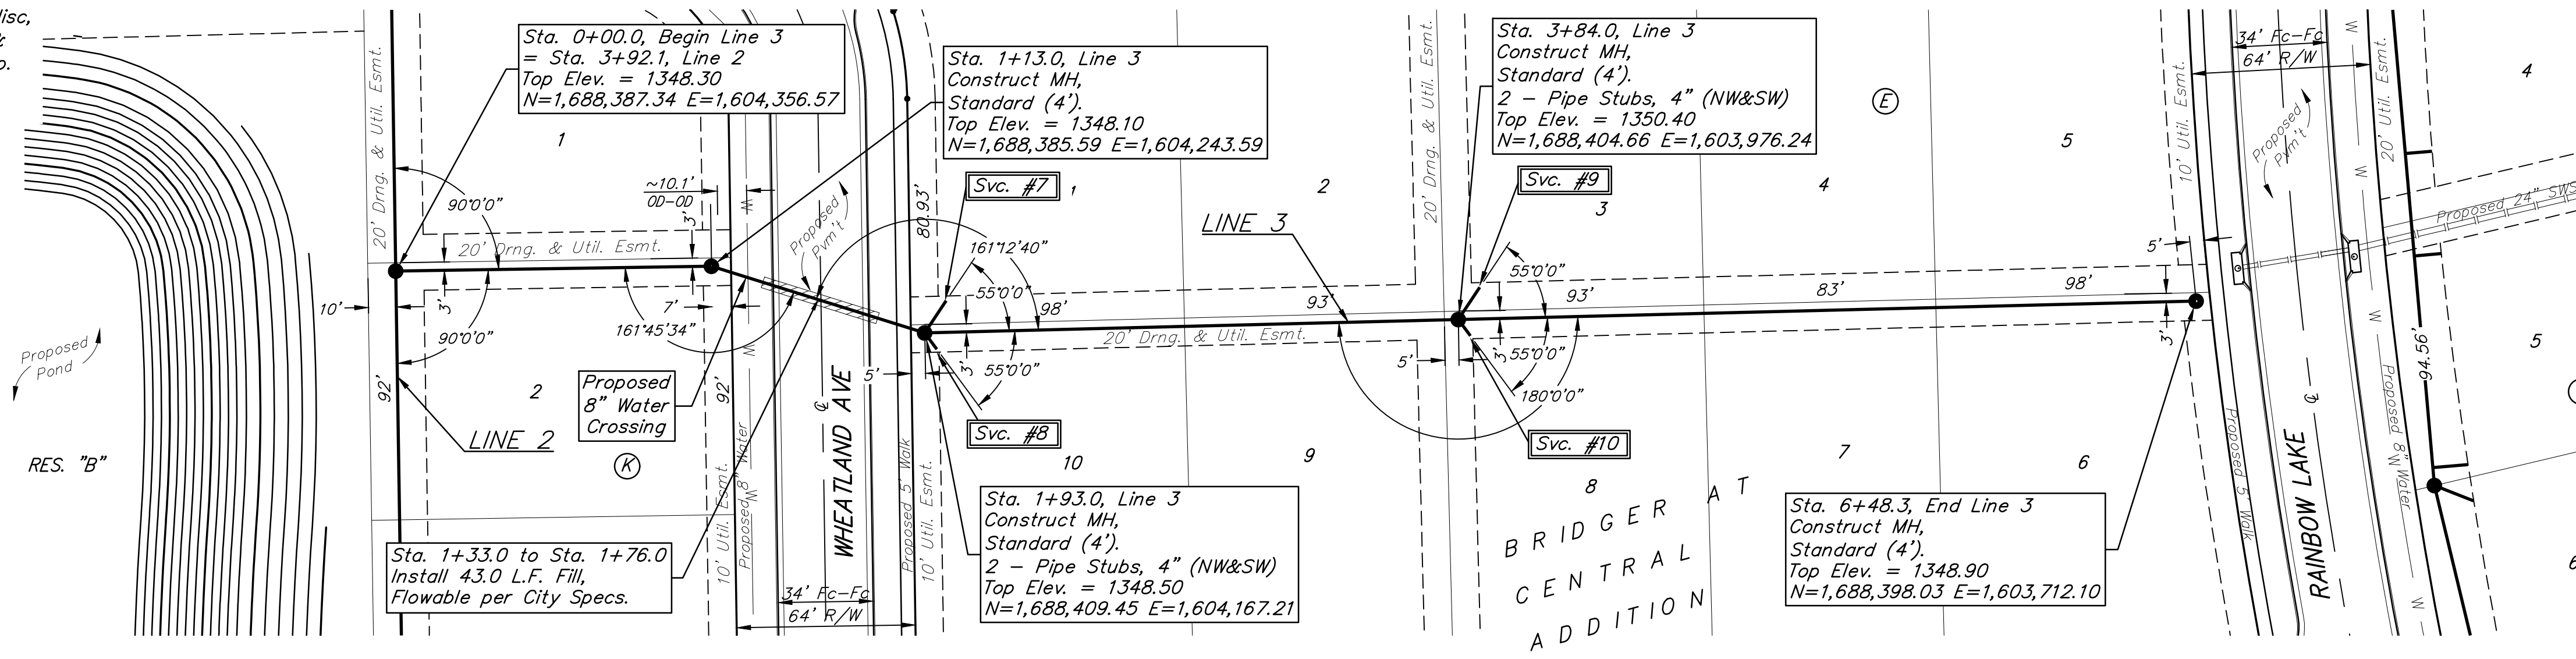 isc,
Sta. 0+00.0, Begin Line 3
= Sta. 3+92.1, Line 2
Top Elev. = 1348.30
N=1,688,387.34 E=1,604,356.57
Sta. 1+13.0, Line 3
Construct MH,
Standard (4').
Top Elev. = 1348.10
N=1,688,385.59 E=1,604,243.59
Sta. 3+84.0, Line 3
Construct MH,
Standard (4').
2 - Pipe Stubs, 4" (NW&SW)
Top Elev. = 1350.40
N=1,688,404.66 E=1,603,976.24
20' Drng. & Util. Esmt.
20' Drng. & Util. Esmt.
10' Util. Esmt.
34' Fc-Fc
64' R/W
20' Util. Esmt.
4
E
1
5
~10.1'
OD-OD
3'
W
Proposed
Pvm't
80.93'
Svc. #7
1
2
Svc. #9
3
4
Proposed
Pvm't
W
W
W
Proposed 24" SWS
90°0'0"
20' Drng. & Util. Esmt.
161°12'40"
LINE 3
55°0'0"
5'
10'
3'
7'
55°0'0"
98'
93'
93'
83'
98'
90°0'0"
161°45'34"
W
20' Drng. & Util. Esmt.
3'
55°0'0"
5'
3'
55°0'0"
180°0'0"
5'
3'
W
94.56'
5
Proposed
Pond
92'
2
Proposed
8" Water
Crossing
92'
5'
LINE 2
K
RES. "B"
Svc. #8
Svc. #10
10
9
8
7
6
10' Util. Esmt.
Proposed 8" Water
W
℄
WHEATLAND AVE
Proposed 5' Walk
10' Util. Esmt.
Proposed 5' Walk
℄
RAINBOW LAKE
Proposed 8" Water
W
W
6
Sta. 1+33.0 to Sta. 1+76.0
Install 43.0 L.F. Fill,
Flowable per City Specs.
34' Fc-Fc
64' R/W
Sta. 1+93.0, Line 3
Construct MH,
Standard (4').
2 - Pipe Stubs, 4" (NW&SW)
Top Elev. = 1348.50
N=1,688,409.45 E=1,604,167.21
BRIDGER AT
CENTRAL
ADDITION
Sta. 6+48.3, End Line 3
Construct MH,
Standard (4').
Top Elev. = 1348.90
N=1,688,398.03 E=1,603,712.10